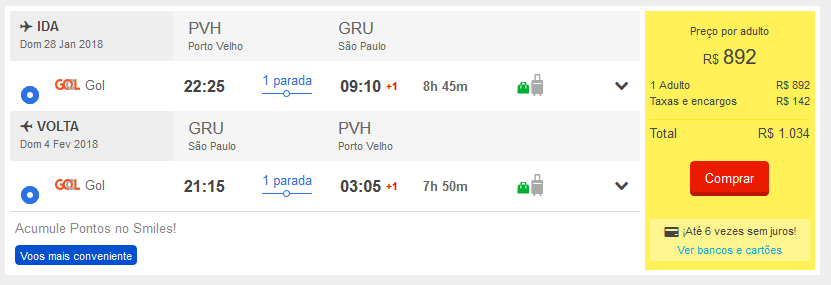 IDA PVH GRU
Dom 28 Jan 2018 Porto Velho São Paulo
GOL Gol 22:25 1 parada 09:10 +1 8h 45m
VOLTA GRU PVH
Dom 4 Fev 2018 São Paulo Porto Velho
GOL Gol 21:15 1 parada 03:05 +1 7h 50m
Acumule Pontos no Smiles!
Voos mais conveniente
Preço por adulto
R$ 892
1 Adulto R$ 892
Taxas e encargos R$ 142
Total R$ 1.034
Comprar
¡Até 6 vezes sem juros!
Ver bancos e cartões